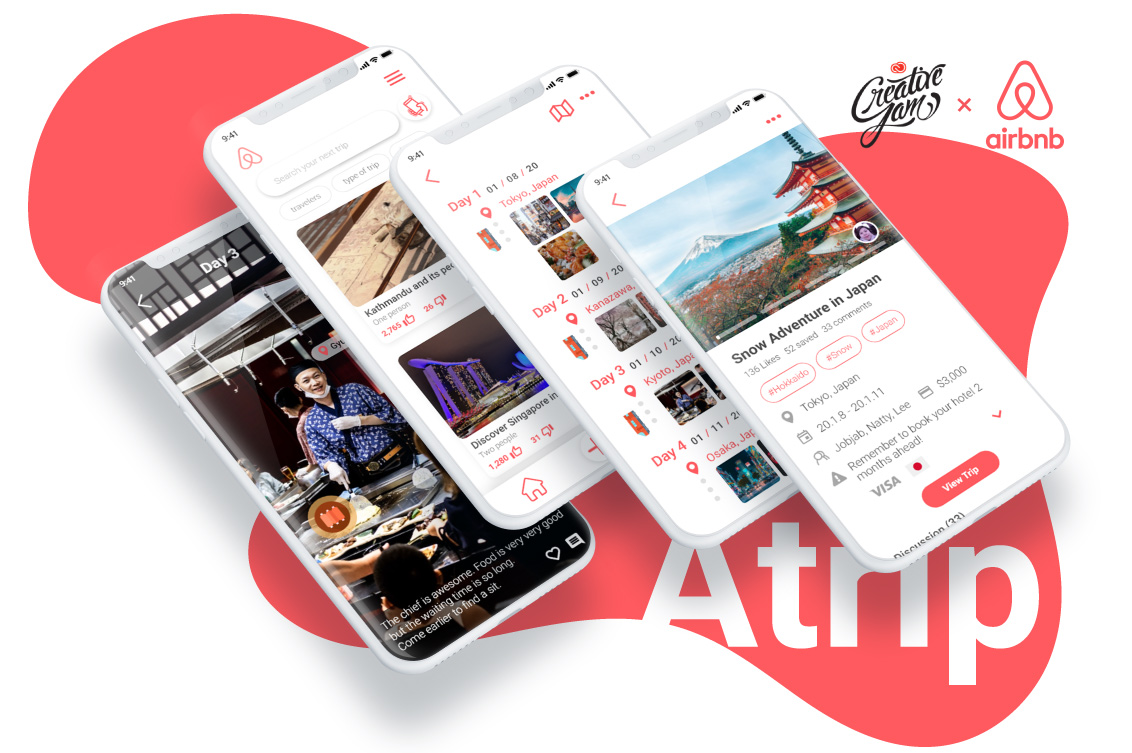 Creative
Jam
×
airbnb
9:41
Day 3
Gyu
The chief is awesome. Food is very very good
but the waiting time is so long.
Come earlier to find a sit.
9:41
Search your next trip
travelers
type of trip
Kathmandu and its peo
One person
2,765
26
Discover Singapore in
Two people
1,280
31
9:41
Day 1 01 / 08 / 20
Tokyo, Japan
Day 2 01 / 09 / 20
Kanazawa,
Day 3 01 / 10 / 20
Kyoto, Japa
Day 4 01 / 11 / 2
Osaka, Jap
9:41
Snow Adventure in Japan
136 Likes 52 saved 33 comments
#Hokkaido
#Snow
#Japan
Tokyo, Japan
20.1.8 - 20.1.11
$3,000
Jobjab, Natty, Lee
Remember to book your hotel 2
months ahead!
VISA
View Trip
Discussion (33)
Atrip